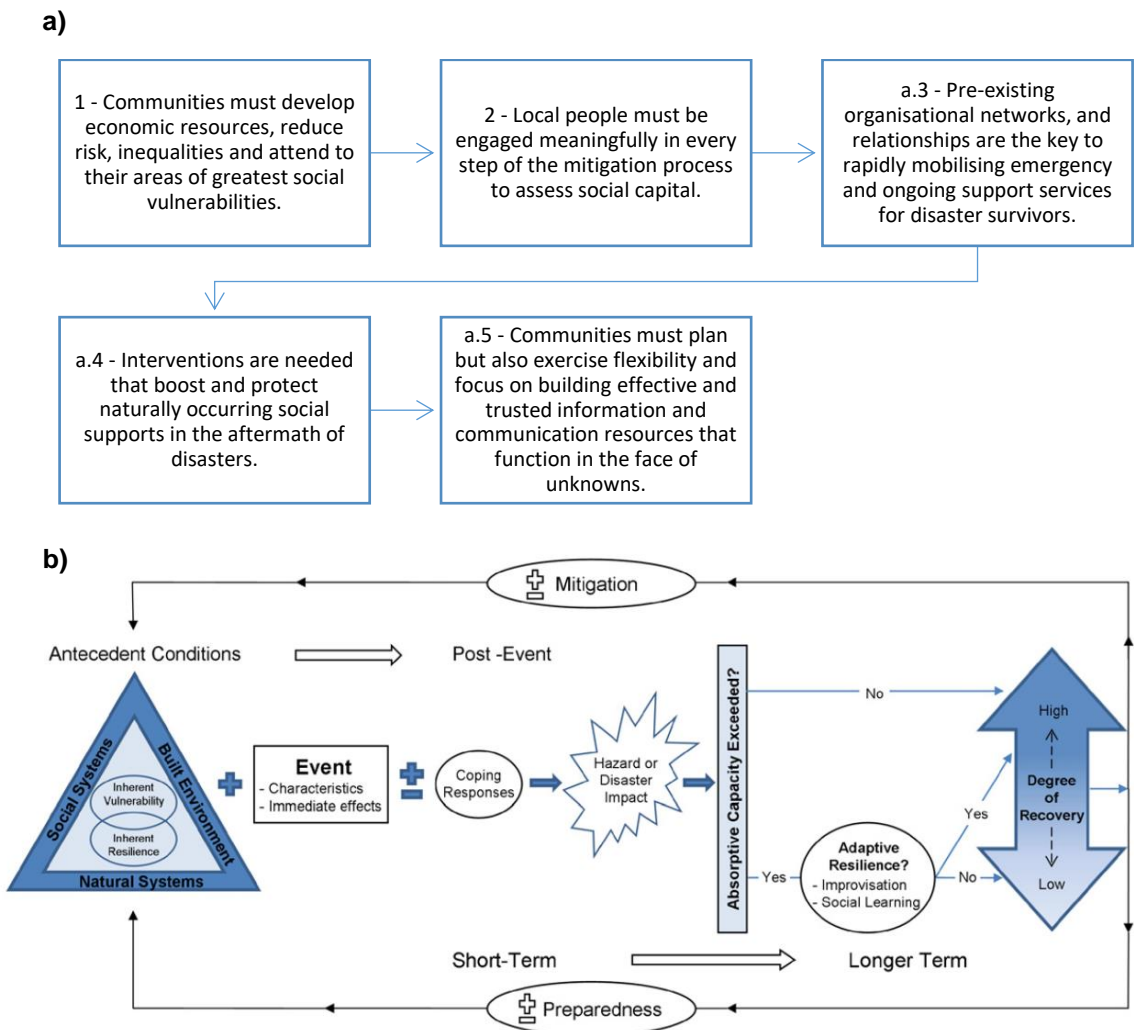 a)
1 - Communities must develop
economic resources, reduce
risk, inequalities and attend to
their areas of greatest social
vulnerabilities.
2 - Local people must be
engaged meaningfully in every
step of the mitigation process
to assess social capital.
a.3 - Pre-existing
organisational networks, and
relationships are the key to
rapidly mobilising emergency
and ongoing support services
for disaster survivors.
a.4 - Interventions are needed
that boost and protect
naturally occurring social
supports in the aftermath of
disasters.
a.5 - Communities must plan
but also exercise flexibility and
focus on building effective and
trusted information and
communication resources that
function in the face of
unknowns.
b)
Mitigation
Antecedent Conditions
Post -Event
Social Systems
Built Environment
Natural Systems
Inherent
Vulnerability
Inherent
Resilience
Event
- Characteristics
- Immediate effects
Coping
Responses
Hazard or
Disaster
Impact
Absorptive Capacity Exceeded?
No
Yes
Adaptive
Resilience?
- Improvisation
- Social Learning
Yes
No
High
Degree
of
Recovery
Low
Short-Term
Longer Term
Preparedness